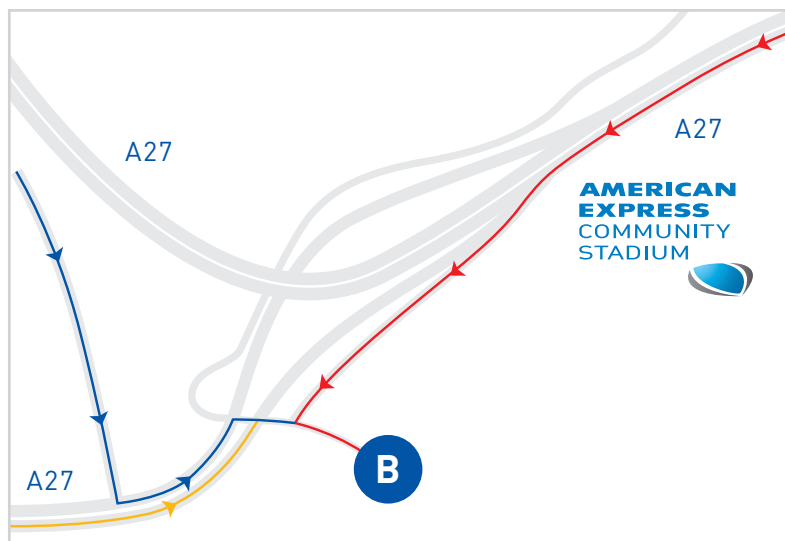 A27
A27
AMERICAN
EXPRESS
COMMUNITY
STADIUM
B
A27